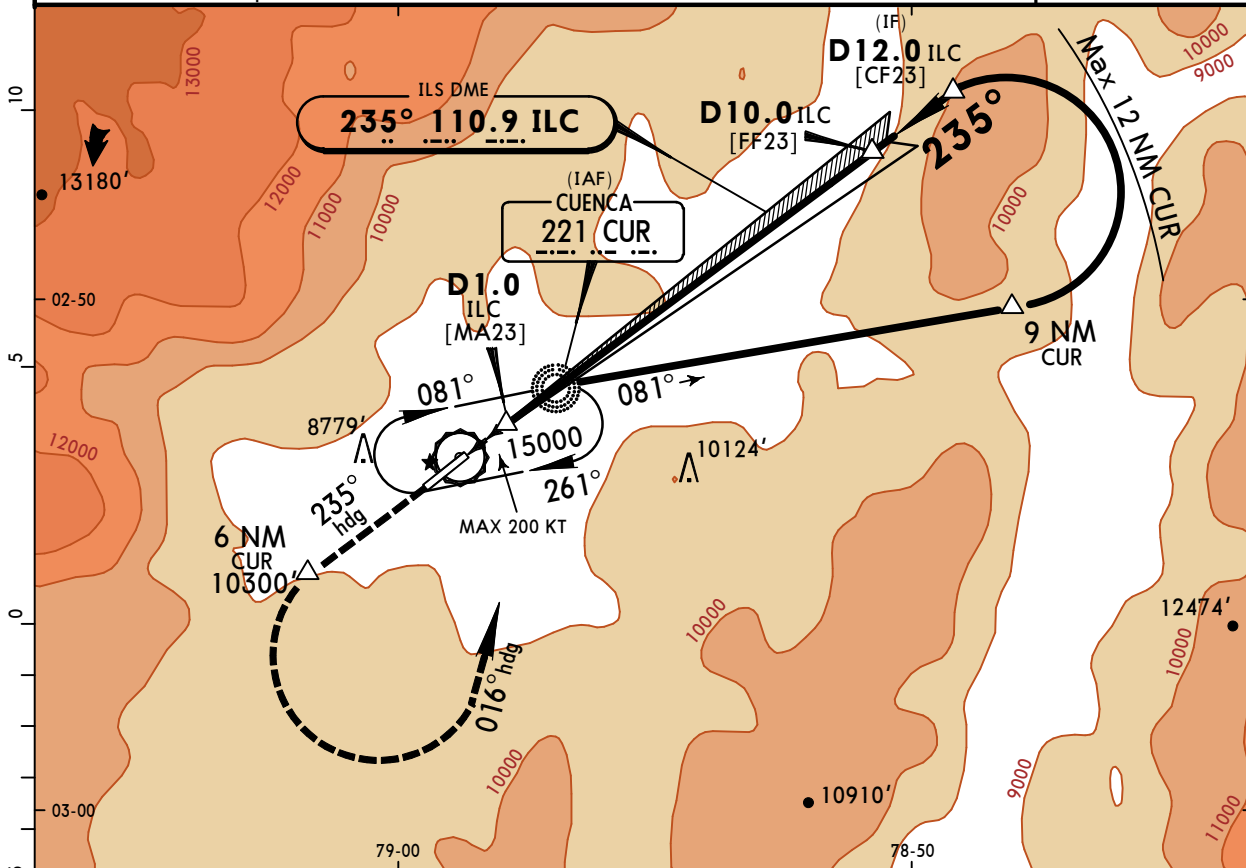 (IF)
D12.0 ILC
[CF23]
10000
9000
Max 12 NM CUR
13000
ILS DME
235° 110.9 ILC
10
D10.0 ILC
[FF23]
235°
13180'
12000
11000
10000
(IAF)
CUENCA
221 CUR
10000
D1.0
ILC
[MA23]
02-50
9 NM
CUR
5
081°
081°
8779'
15000
10124'
12000
261°
235°
hdg
MAX 200 KT
6 NM
CUR
10300'
0
10000
12474'
10000
016° hdg
10000
9000
10910'
11000
03-00
79-00
78-50